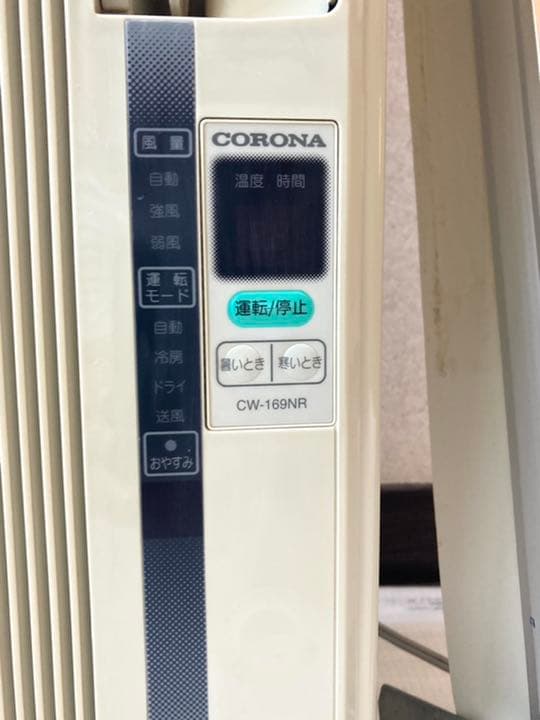 風量
自動
強風
弱風
運転
モード
自動
冷房
ドライ
送風
おやすみ
CORONA
温度 時間
運転/停止
暑いとき 寒いとき
CW-169NR